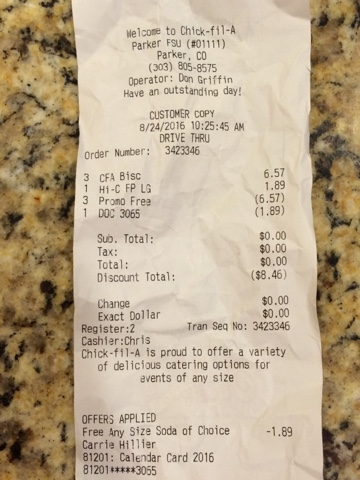 Welcome to Chick-fil-A
Parker FSU (#01111)
Parker, CO
(303) 805-8575
Operator: Don Griffin
Have an outstanding day!
CUSTOMER COPY
8/24/2016 10:25:45 AM
DRIVE THRU
Order Number: 3423346
3 CFA Bisc 6.57
1 Hi-C FP LG 1.89
3 Promo Free (6.57)
1 DOC 3065 (1.89)
Sub. Total: $0.00
Tax: $0.00
Total: $0.00
Discount Total: ($8.46)
Change $0.00
Exact Dollar $0.00
Register:2 Tran Seq No: 3423346
Cashier:Chris
Chick-fil-A is proud to offer a variety
of delicious catering options for
events of any size
OFFERS APPLIED
Free Any Size Soda of Choice -1.89
Carrie Hillier
81201: Calendar Card 2016
81201*****3065